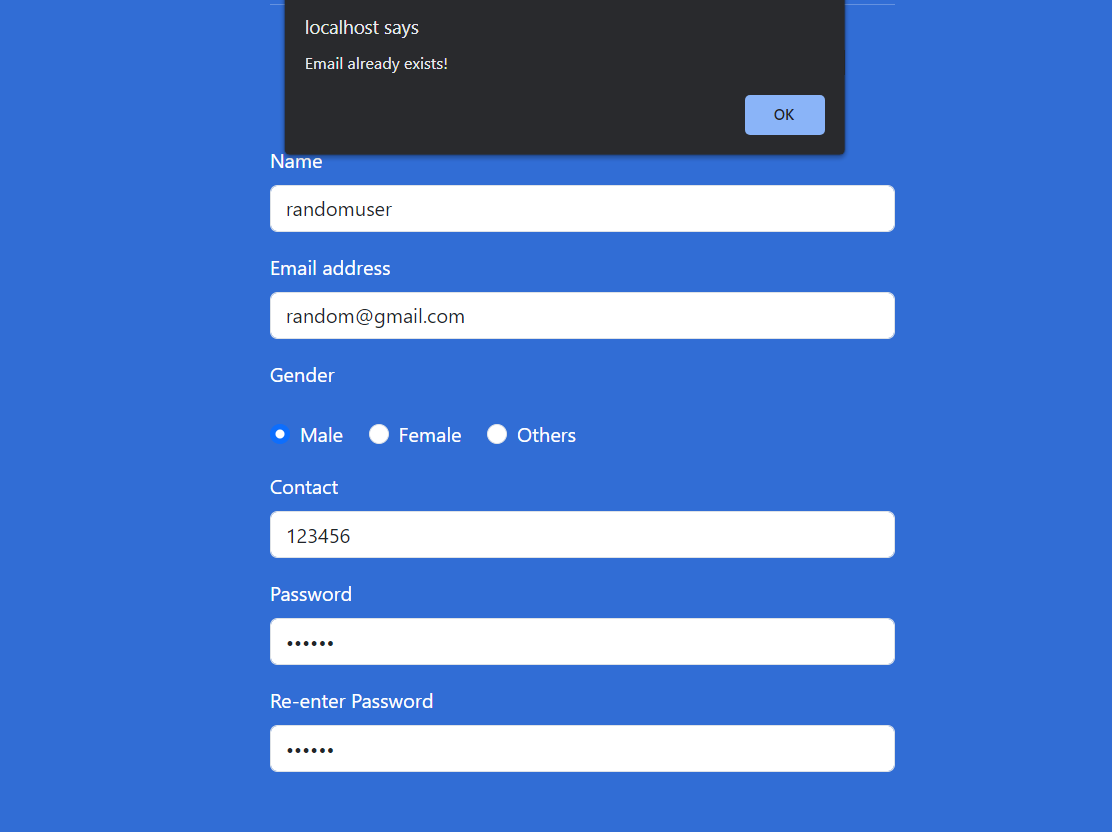 localhost says
Email already exists!
OK
Name
randomuser
Email address
random@gmail.com
Gender
Male Female Others
Contact
123456
Password
••••••
Re-enter Password
••••••